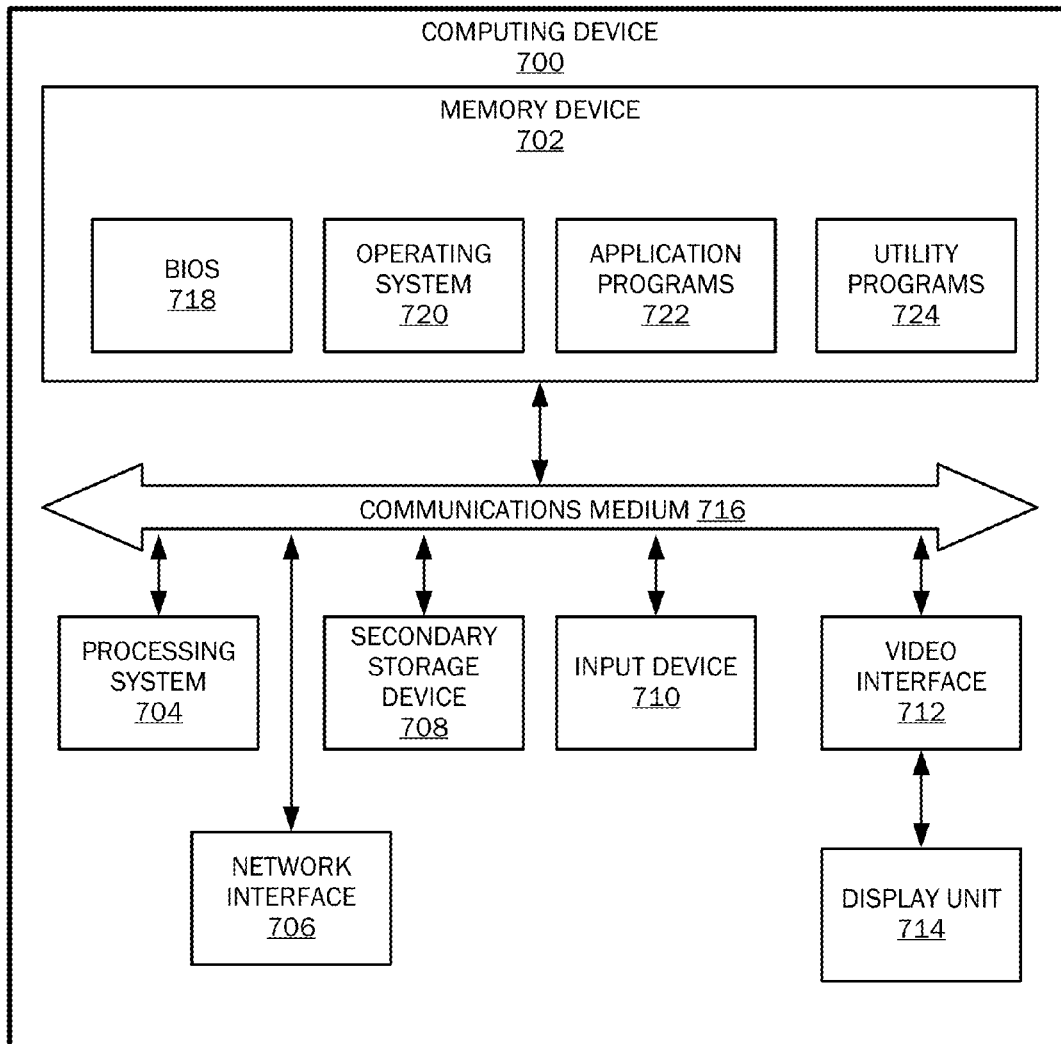 COMPUTING DEVICE
700
MEMORY DEVICE
702
BIOS
718
OPERATING
SYSTEM
720
APPLICATION
PROGRAMS
722
UTILITY
PROGRAMS
724
COMMUNICATIONS MEDIUM 716
PROCESSING
SYSTEM
704
SECONDARY
STORAGE
DEVICE
708
INPUT DEVICE
710
VIDEO
INTERFACE
712
NETWORK
INTERFACE
706
DISPLAY UNIT
714